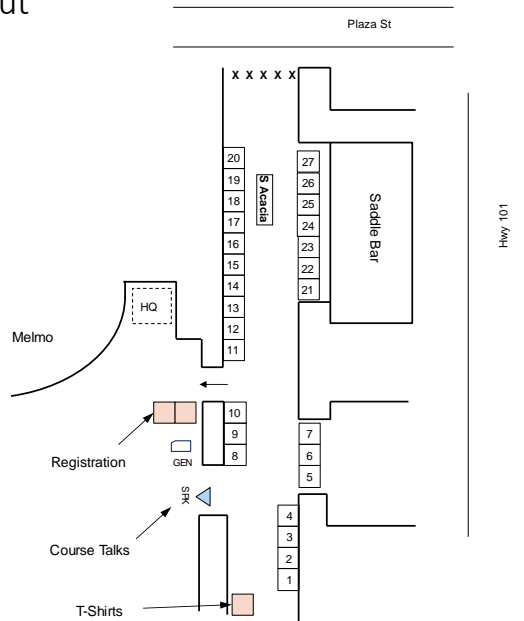 ut
Plaza St
X X X X X
20
19
18
17
16
15
14
13
12
11
S Acacia
27
26
25
24
23
22
21
Saddle Bar
Hwy 101
HQ
Melmo
10
9
8
7
6
5
Registration
GEN
SPK
4
3
2
1
Course Talks
T-Shirts